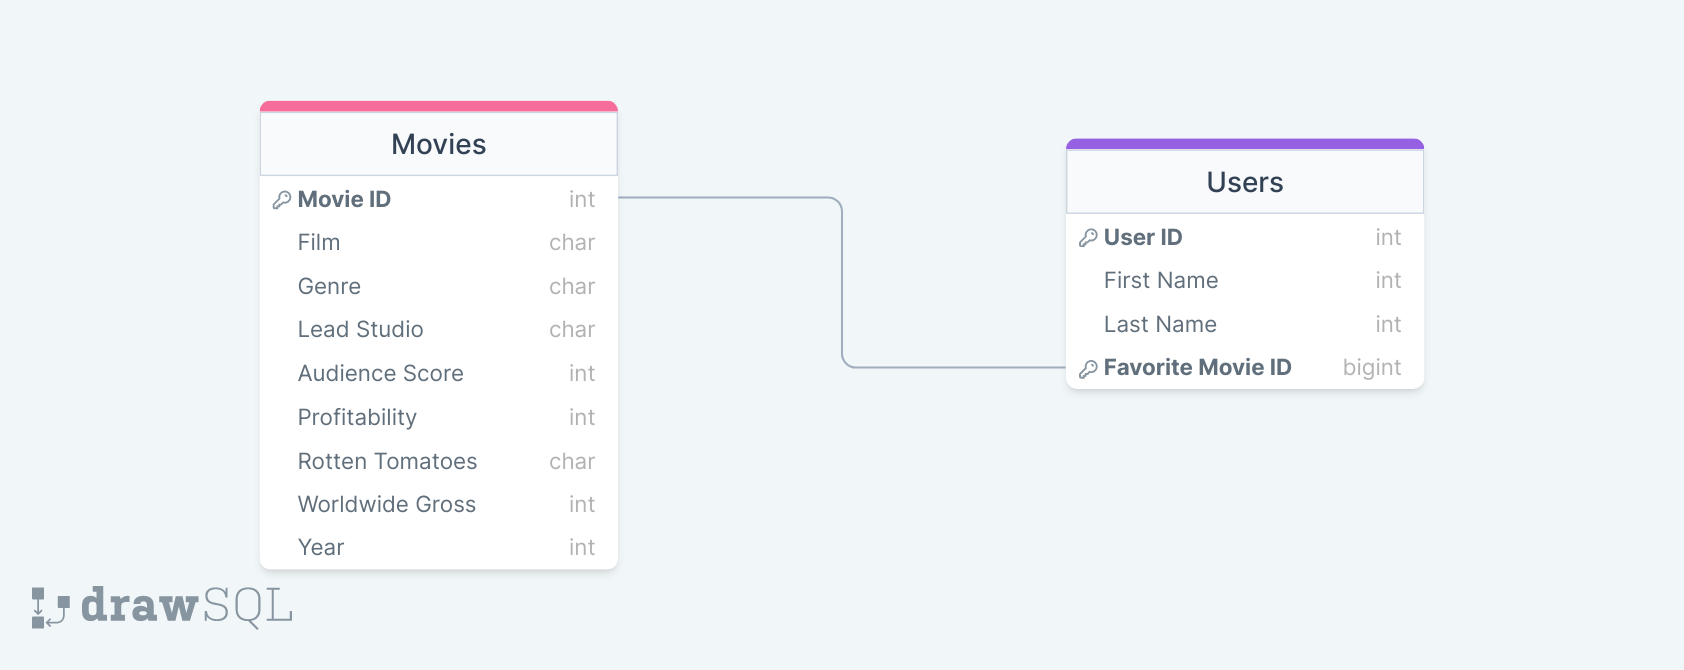 Movies
Movie ID int
Film char
Genre char
Lead Studio char
Audience Score int
Profitability int
Rotten Tomatoes char
Worldwide Gross int
Year int
Users
User ID int
First Name int
Last Name int
Favorite Movie ID bigint
drawSQL